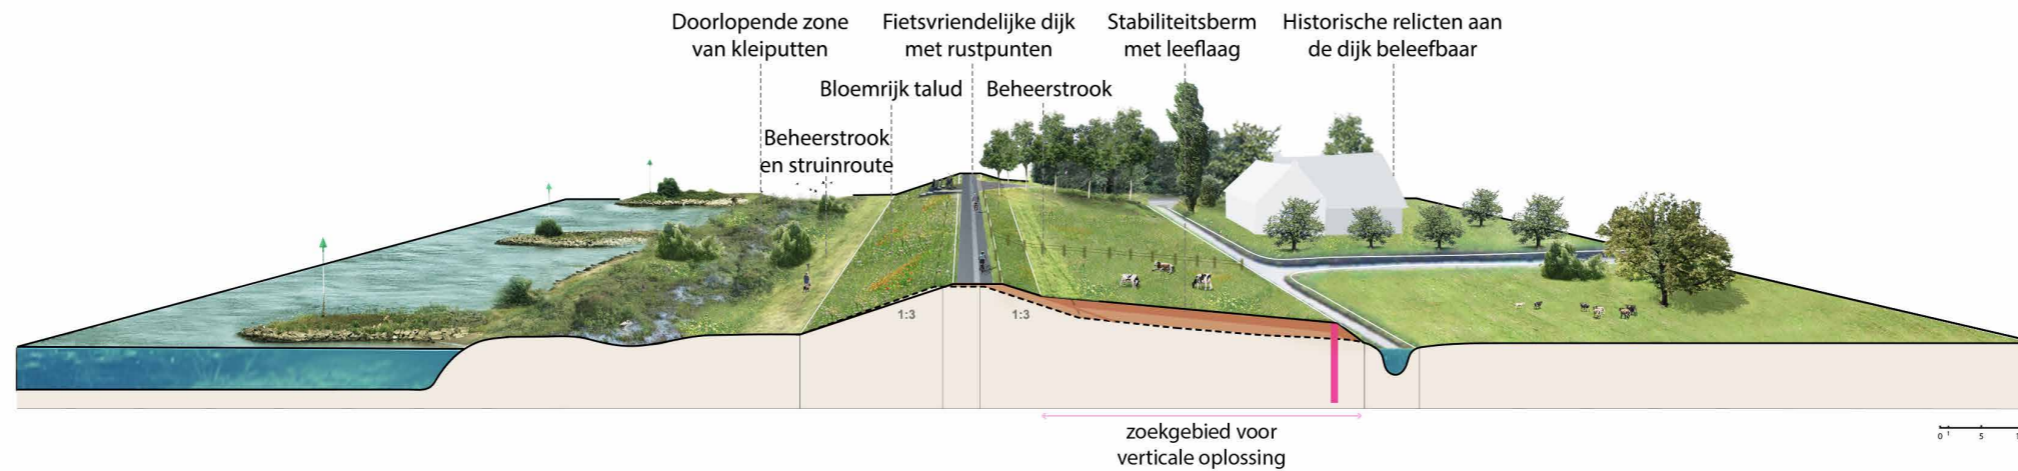 Doorlopende zone
van kleiputten
Fietsvriendelijke dijk
met rustpunten
Stabiliteitsberm
met leeflaag
Historische relicten aan
de dijk beleefbaar
Bloemrijk talud
Beheerstrook
Beheerstrook
en struinroute
1:3
1:3
zoekgebied voor
verticale oplossing
0 1 5